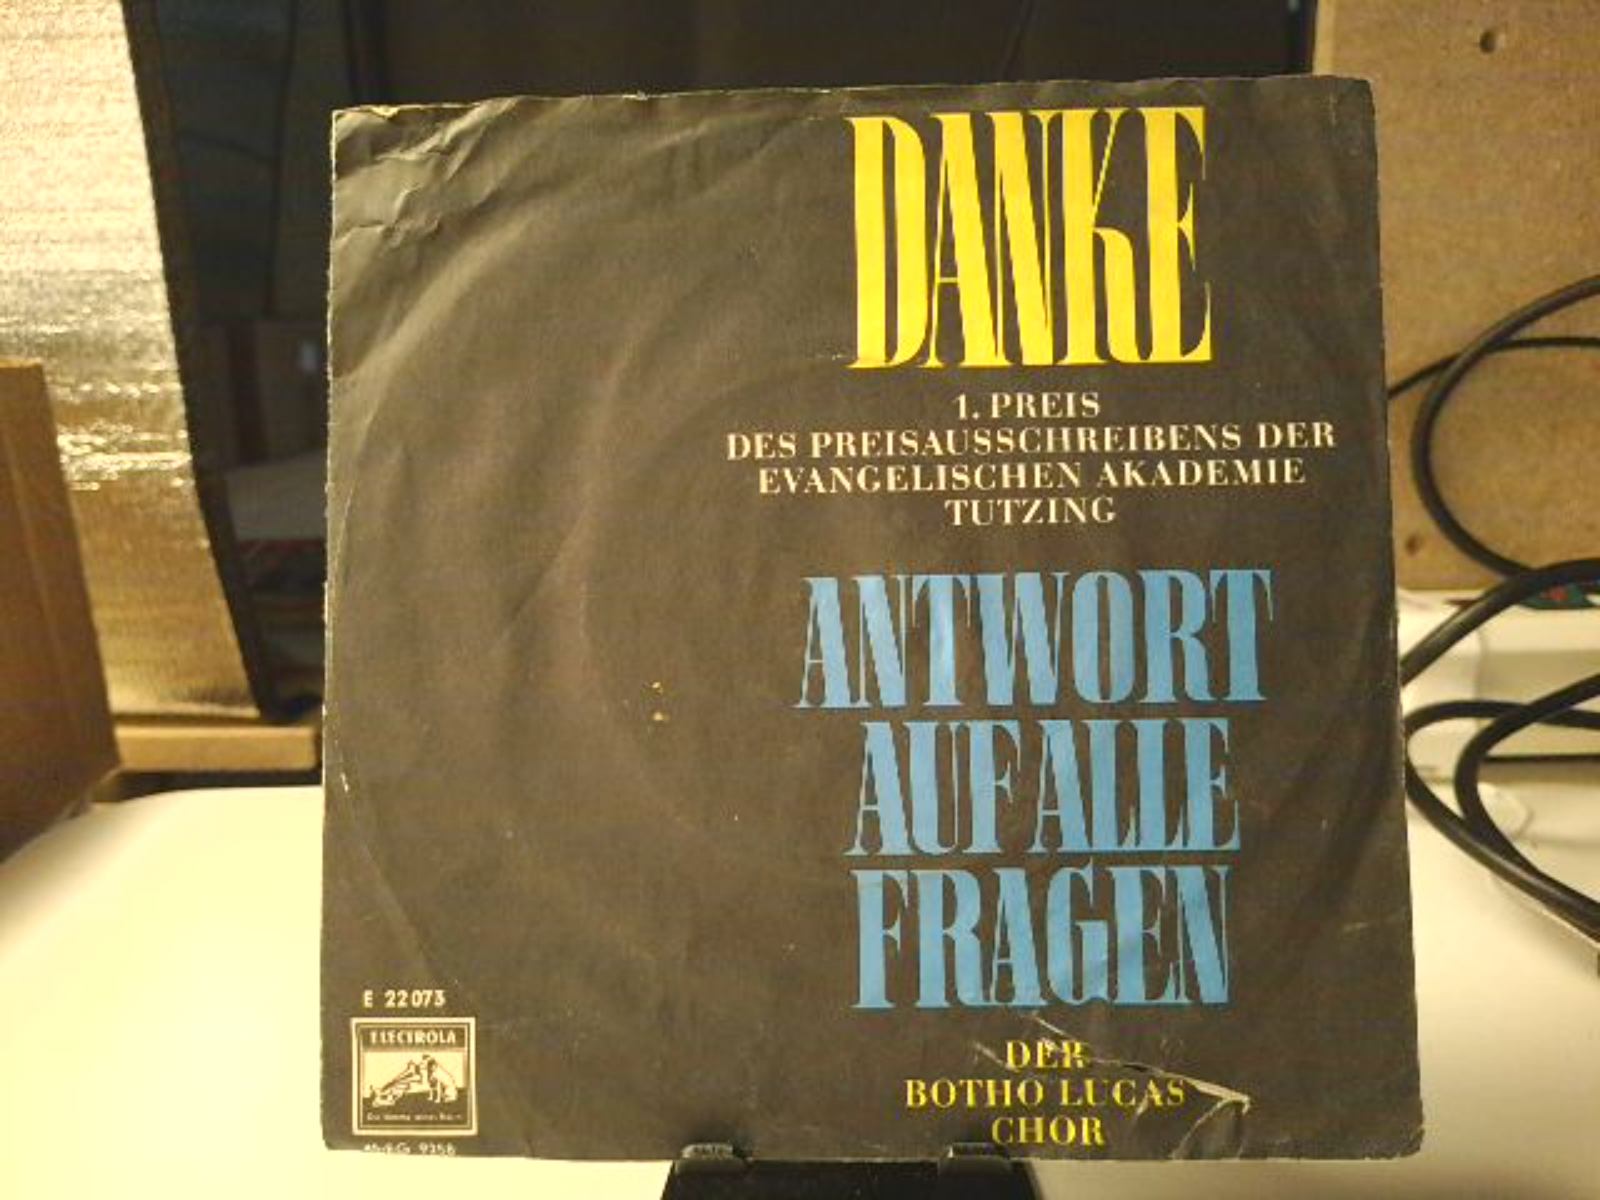 DANKE
1. PREIS
DES PREISAUSSCHREIBENS DER
EVANGELISCHEN AKADEMIE
TUTZING
ANTWORT
AUF ALLE
FRAGEN
DER
BOTHO LUCAS
CHOR
E 22073
ELECTROLA